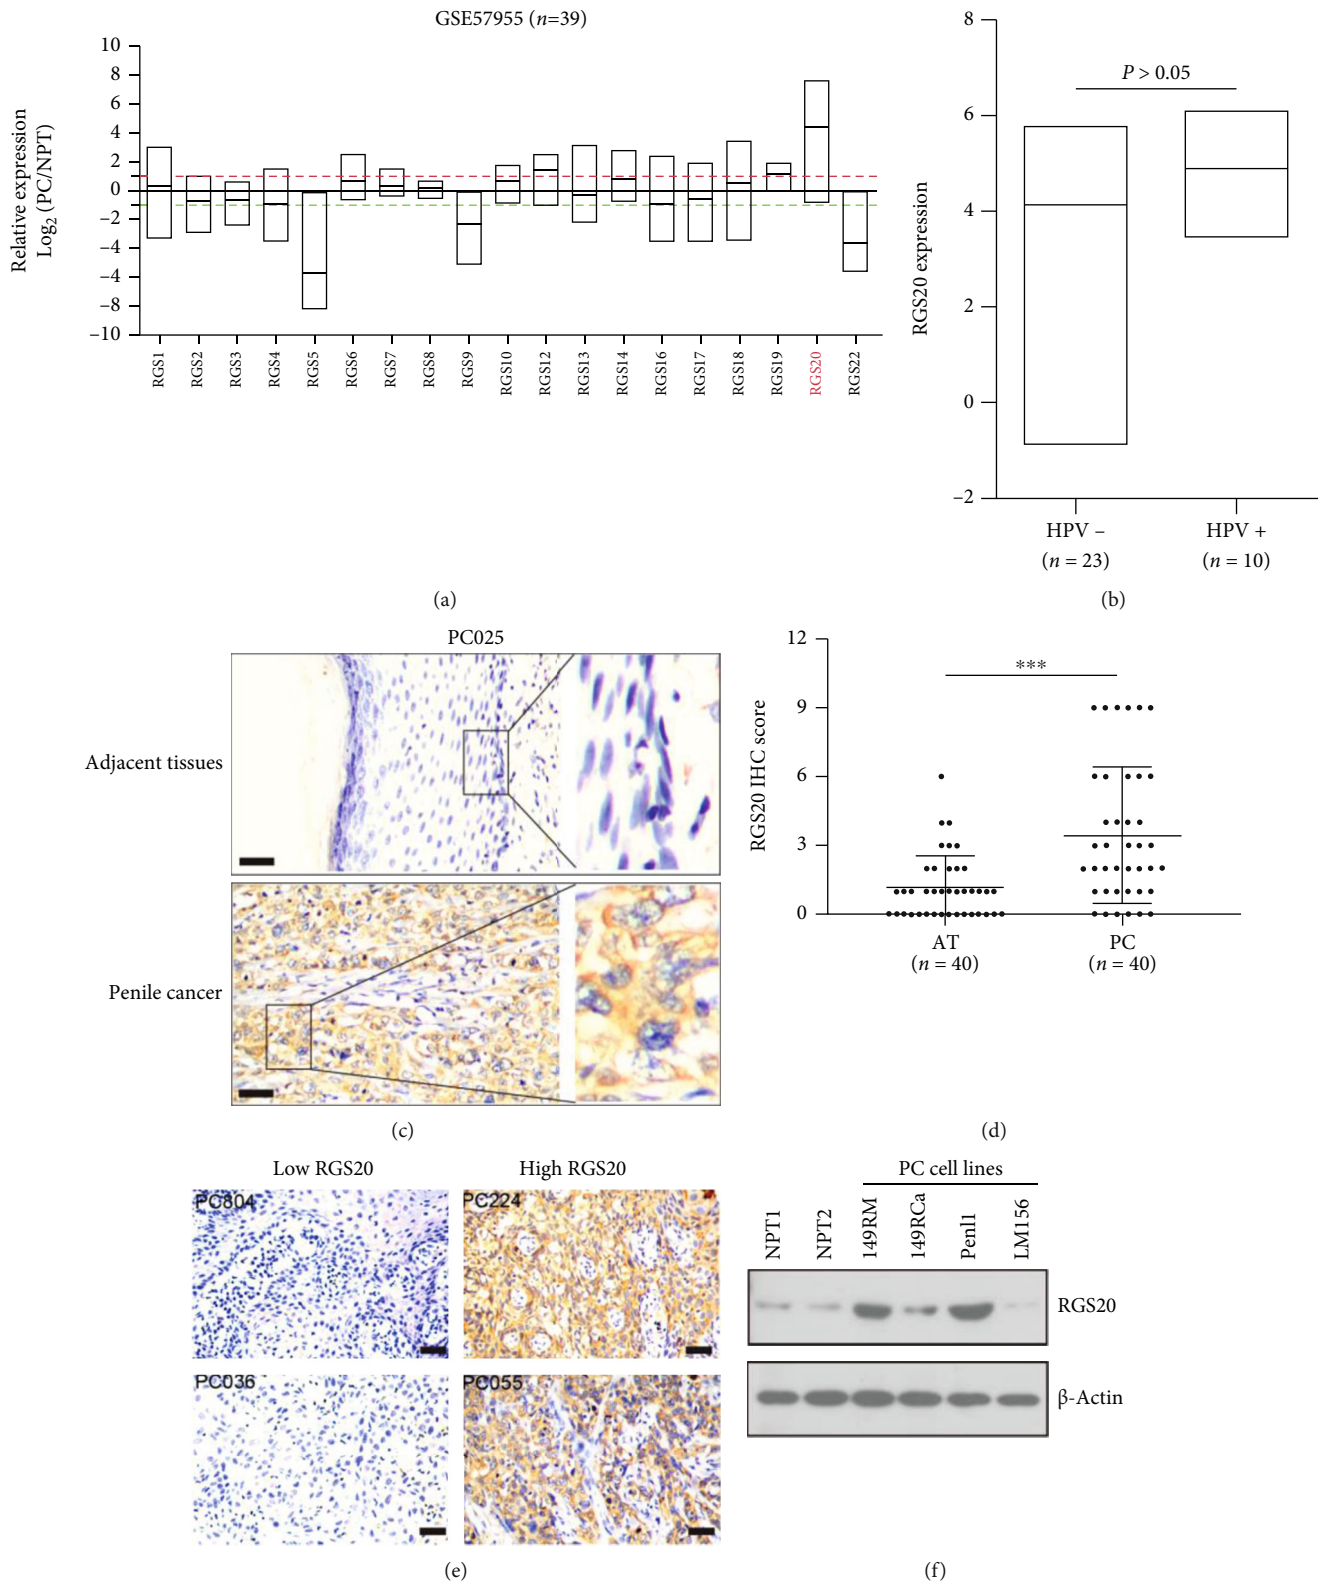 GSE57955 (n=39)
Relative expression
Log2 (PC/NPT)
10
8
6
4
2
0
–2
–4
–6
–8
–10
RGS1
RGS2
RGS3
RGS4
RGS5
RGS6
RGS7
RGS8
RGS9
RGS10
RGS12
RGS13
RGS14
RGS16
RGS17
RGS18
RGS19
RGS20
RGS22
(a)
RGS20 expression
8
6
4
2
0
–2
P > 0.05
HPV –
(n = 23)
HPV +
(n = 10)
(b)
PC025
Adjacent tissues
Penile cancer
(c)
RGS20 IHC score
12
9
6
3
0
***
AT
(n = 40)
PC
(n = 40)
(d)
Low RGS20
High RGS20
PC804
PC224
PC036
PC055
(e)
PC cell lines
NPT1
NPT2
149RM
149RCa
Penl1
LM156
RGS20
β-Actin
(f)